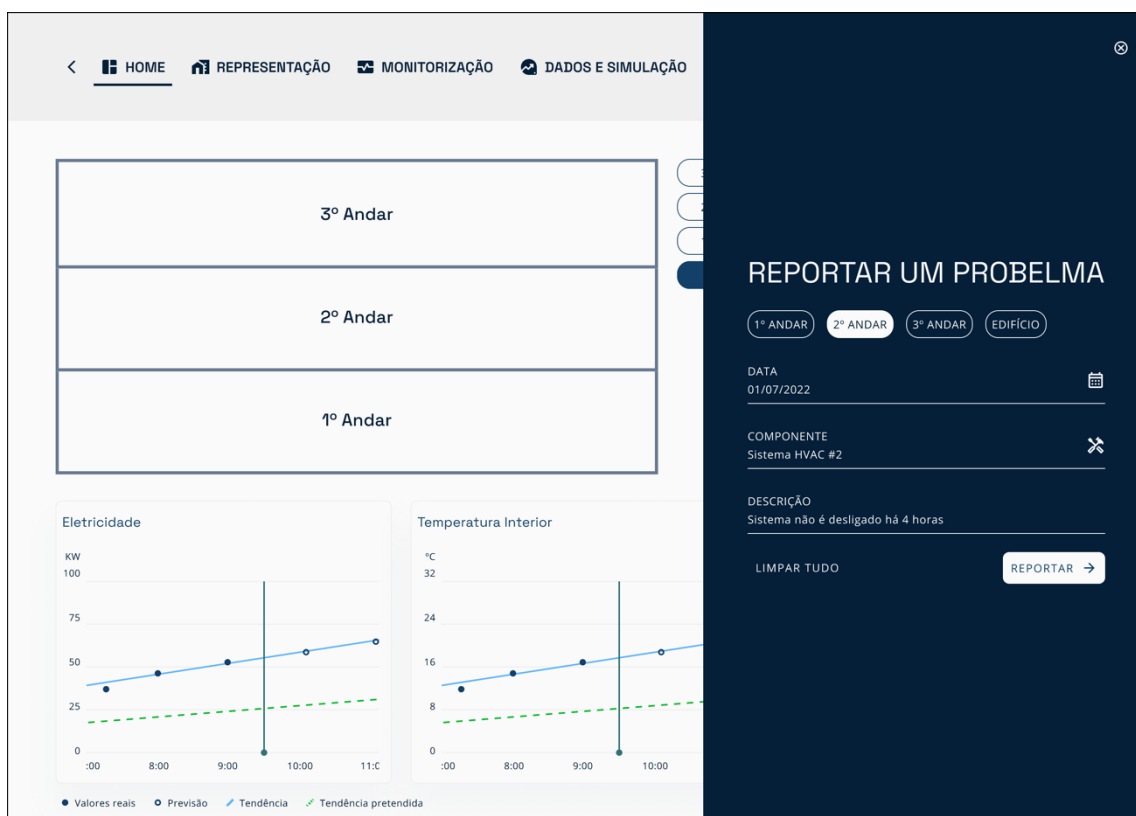 HOME REPRESENTAÇÃO MONITORIZAÇÃO DADOS E SIMULAÇÃO
3º Andar
2º Andar
1º Andar
Eletricidade
KW
100
75
50
25
0
:00 8:00 9:00 10:00
Temperatura Interior
ºC
32
24
16
8
0
:00 8:00 9:00 10:00
Valores reais Previsão Tendência Tendência pretendida
REPORTAR UM PROBELMA
1º ANDAR 2º ANDAR 3º ANDAR EDIFÍCIO
DATA
01/07/2022
COMPONENTE
Sistema HVAC #2
DESCRIÇÃO
Sistema não é desligado há 4 horas
LIMPAR TUDO REPORTAR